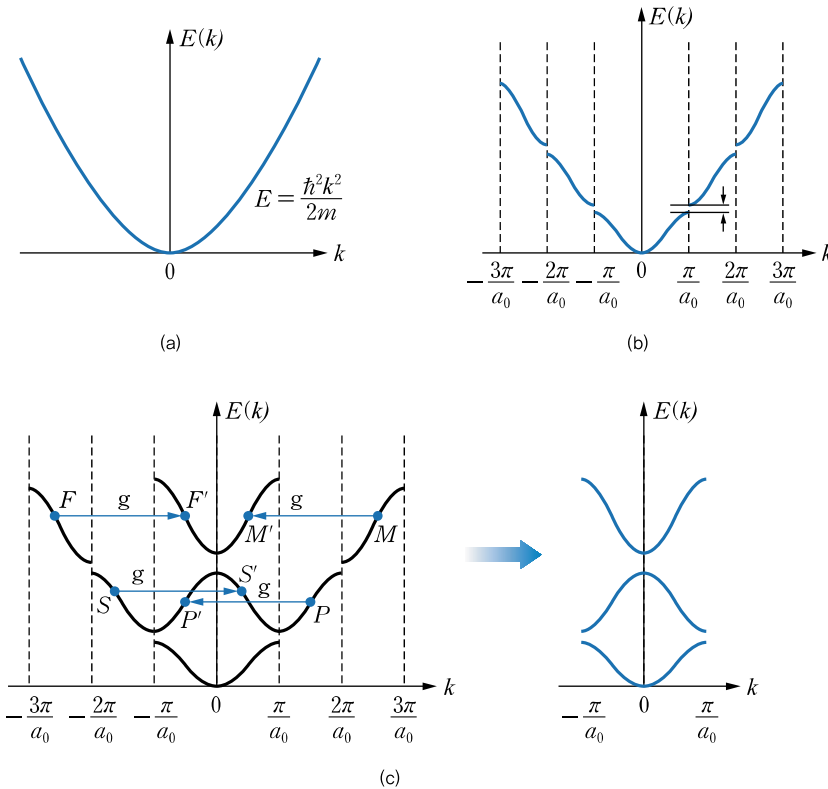 E(k)
E = ħ²k²/2m
k
0
(a)
E(k)
k
−3π/a₀ −2π/a₀ −π/a₀ 0 π/a₀ 2π/a₀ 3π/a₀
(b)
E(k)
F g F′ g
M′ M
g S′
S g
P′ P
k
−3π/a₀ −2π/a₀ −π/a₀ 0 π/a₀ 2π/a₀ 3π/a₀
E(k)
k
−π/a₀ 0 π/a₀
(c)